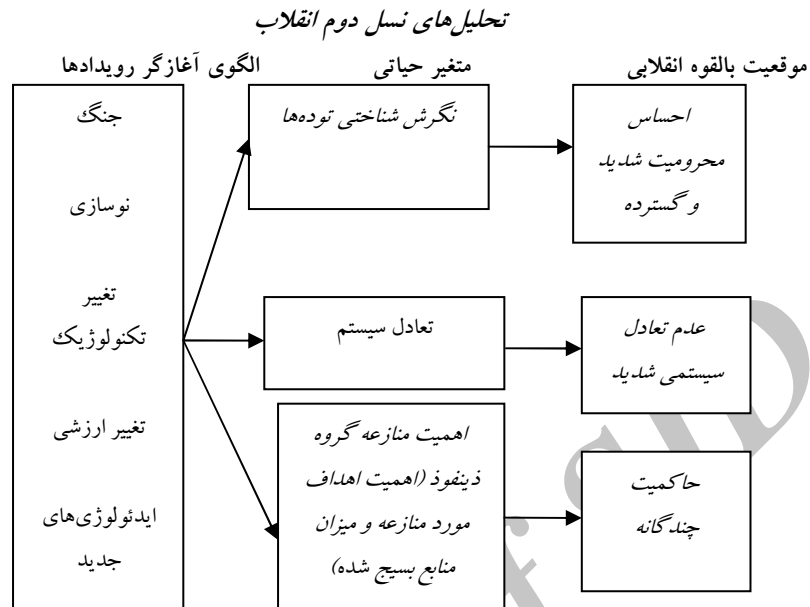 تحلیل‌های نسل دوم انقلاب
موقعیت بالقوه انقلابی
متغیر حیاتی
الگوی آغازگر رویدادها
احساس
محرومیت شدید
و گسترده
نگرش شناختی توده‌ها
جنگ
نوسازی
تغییر
تکنولوژیک
تغییر ارزشی
ایدئولوژی‌های
جدید
عدم تعادل
سیستمی شدید
تعادل سیستم
حاکمیت
چندگانه
اهمیت منازعه گروه
ذینفوذ (اهمیت اهداف
مورد منازعه و میزان
منابع بسیج شده)